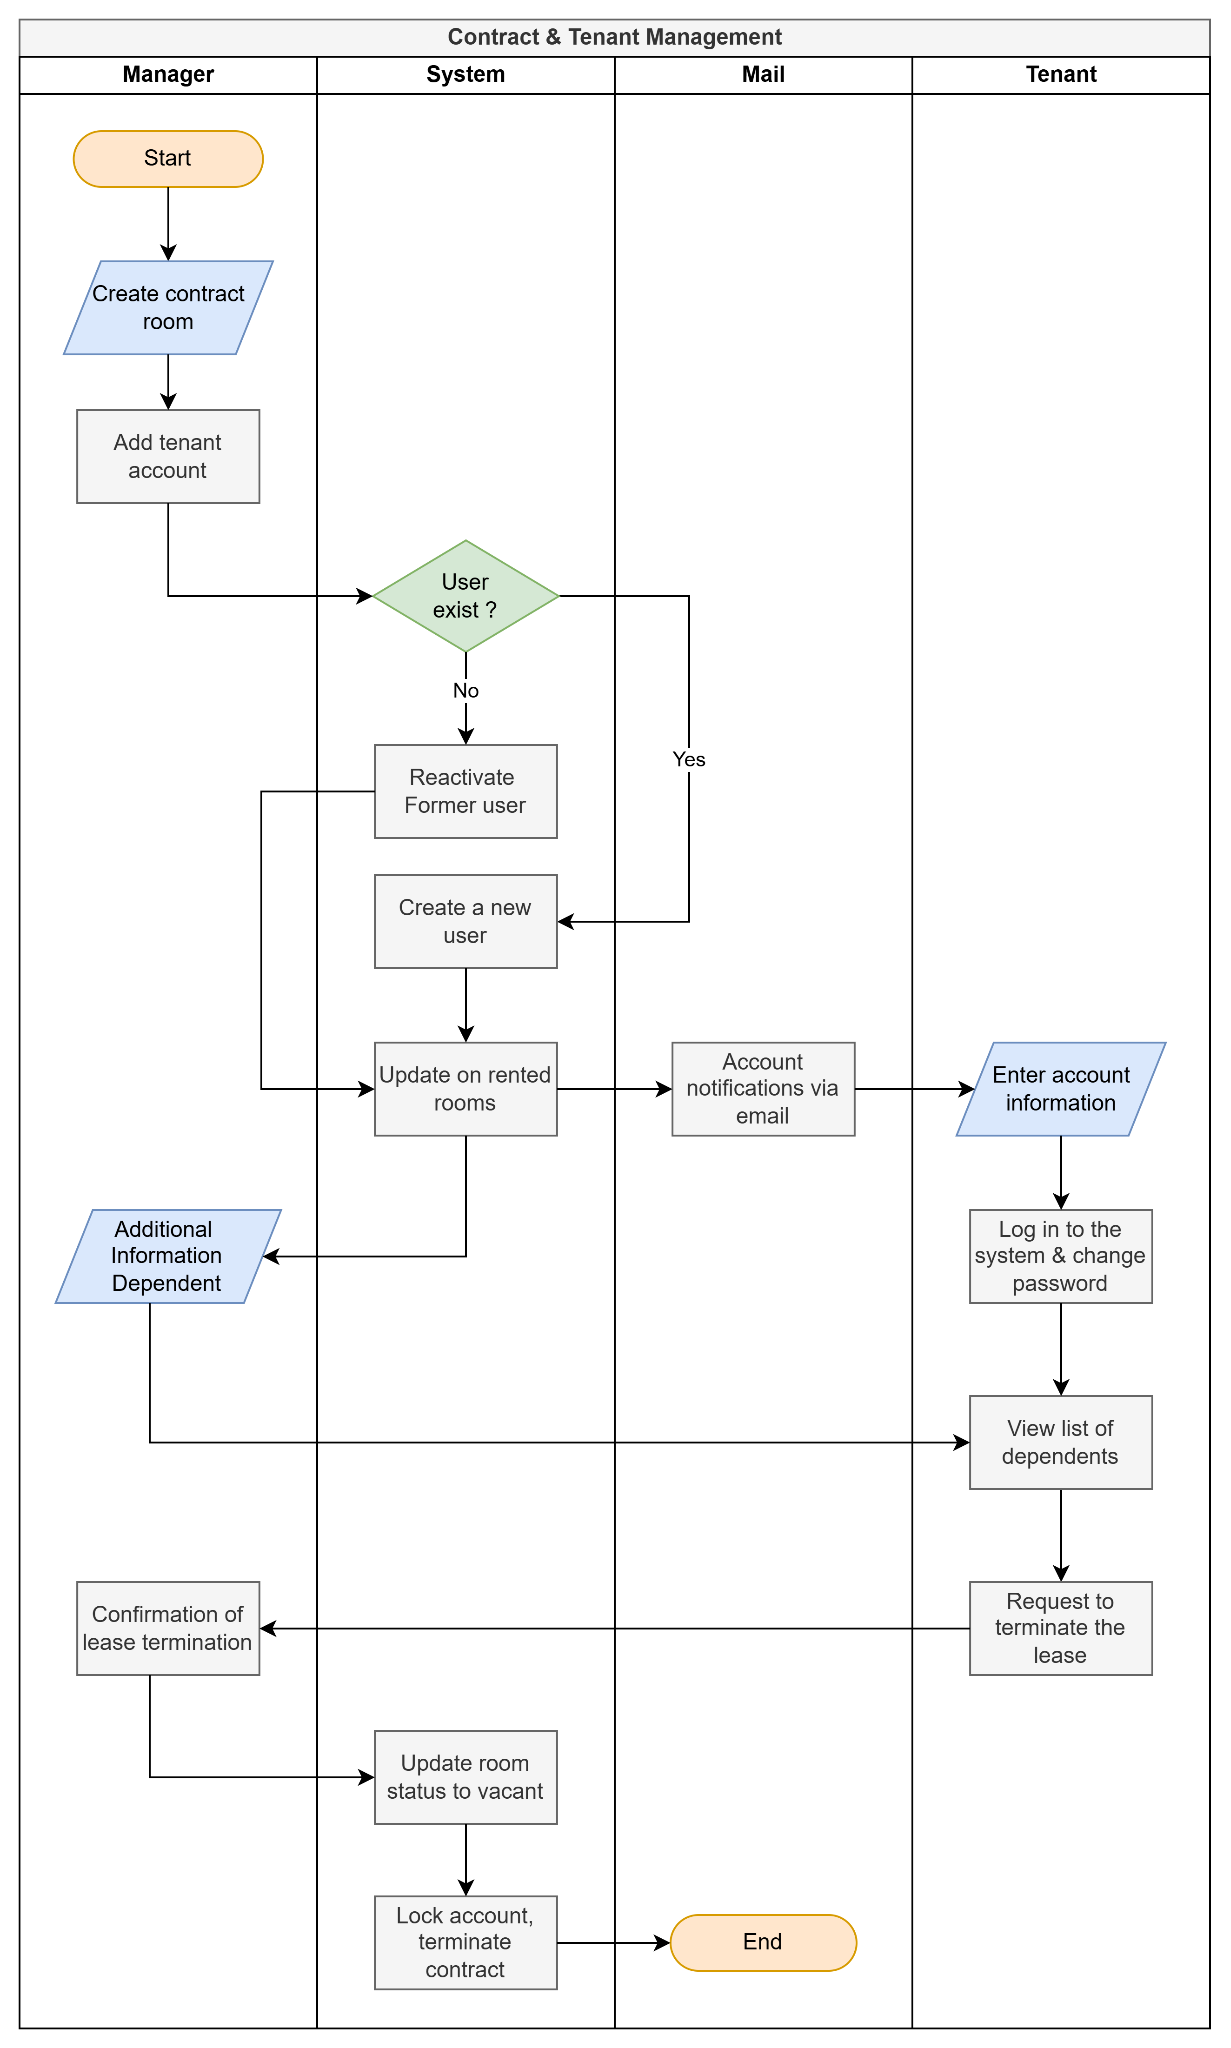 Contract & Tenant Management
Manager
System
Mail
Tenant
Start
Create contract
room
Add tenant
account
User
exist ?
No
Yes
Reactivate
Former user
Create a new
user
Update on rented
rooms
Account
notifications via
email
Enter account
information
Additional
Information
Dependent
Log in to the
system & change
password
View list of
dependents
Confirmation of
lease termination
Request to
terminate the
lease
Update room
status to vacant
Lock account,
terminate
contract
End